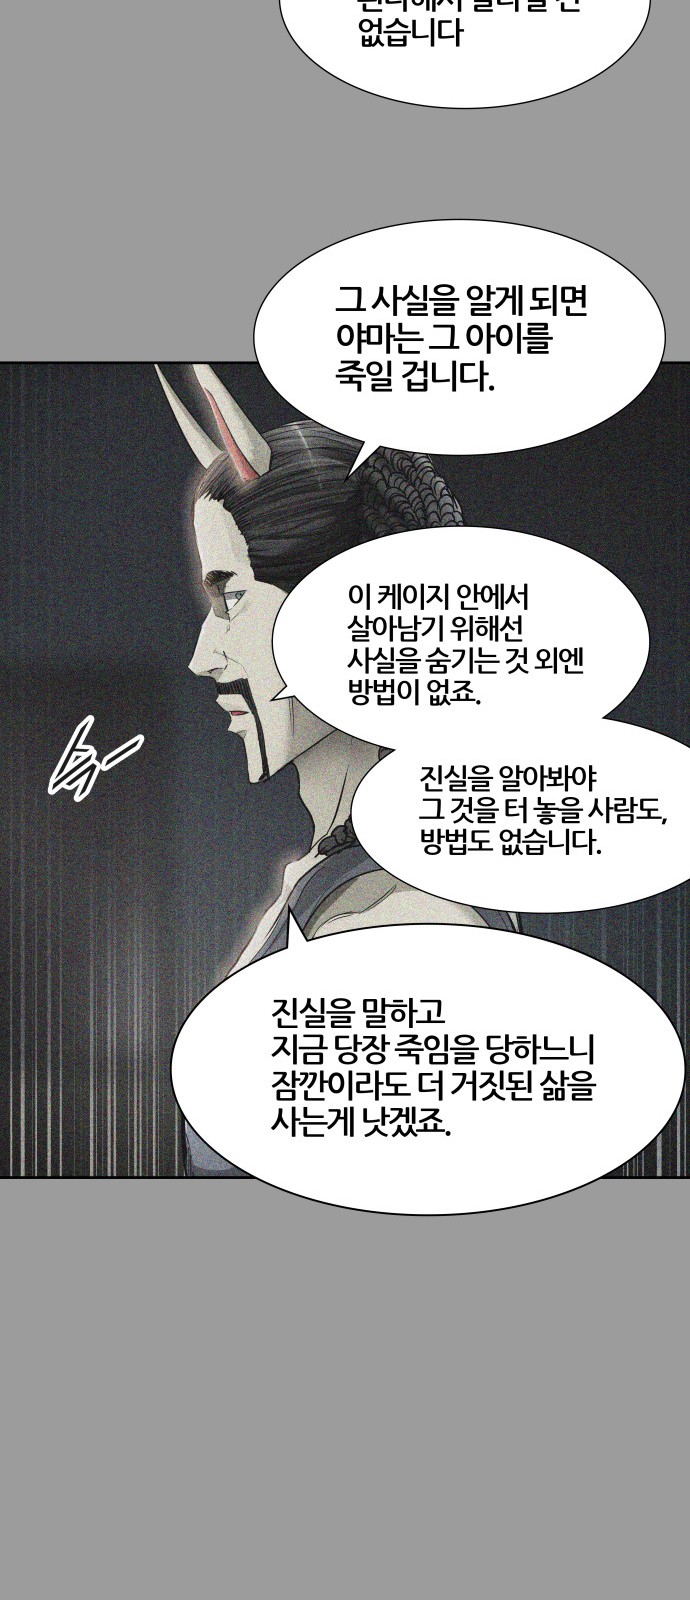 없습니다
그 사실을 알게 되면
야마는 그 아이를
죽일 겁니다.
이 케이지 안에서
살아남기 위해선
사실을 숨기는 것 외엔
방법이 없죠.
진실을 알아봐야
그 것을 터 놓을 사람도,
방법도 없습니다.
진실을 말하고
지금 당장 죽임을 당하느니
잠깐이라도 더 거짓된 삶을
사는게 낫겠죠.